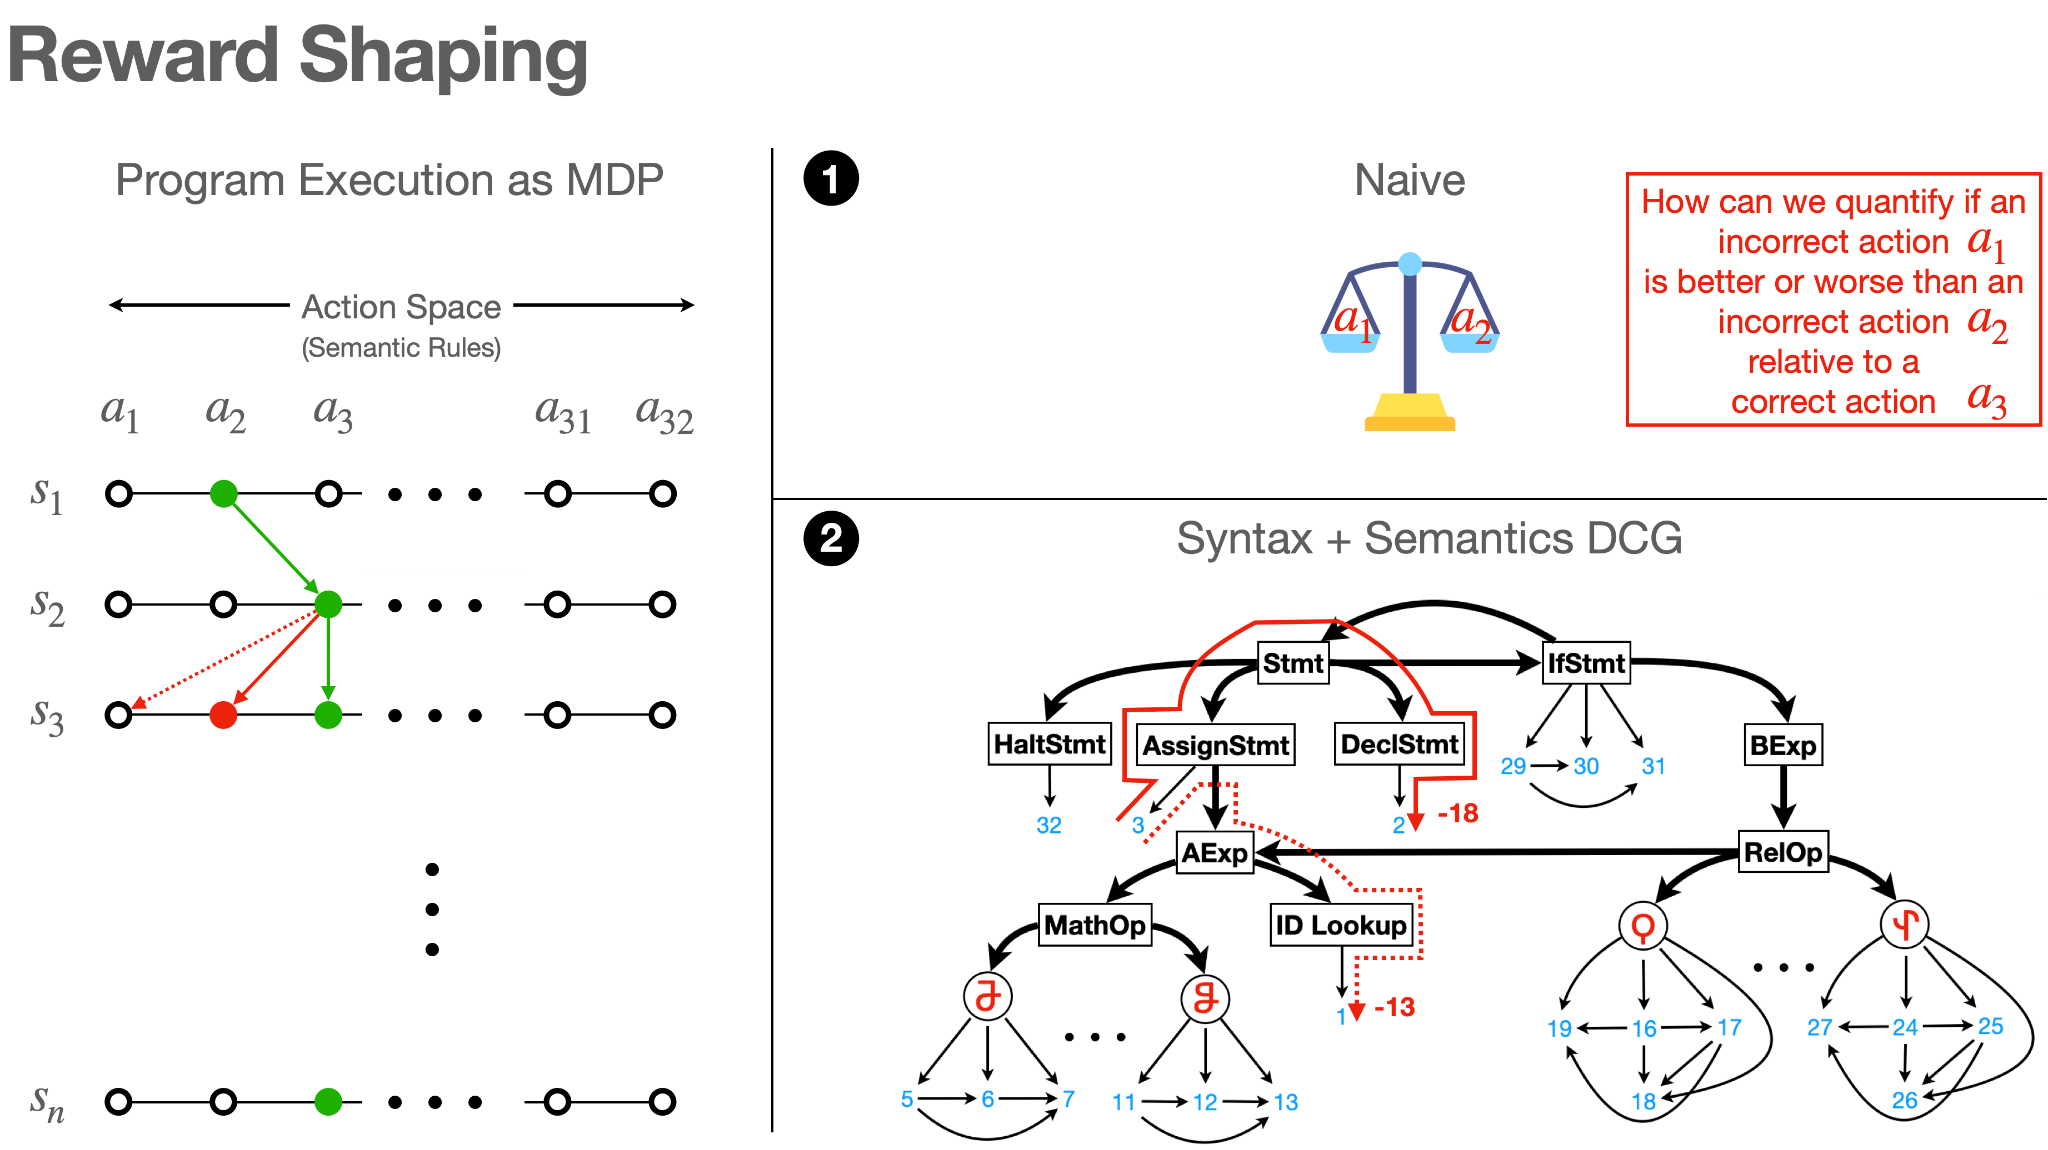 Reward Shaping
Program Execution as MDP
Action Space
(Semantic Rules)
a1 a2 a3 a31 a32
s1
s2
s3
sn
1
Naive
a1 a2
How can we quantify if an
incorrect action a1
is better or worse than an
incorrect action a2
relative to a
correct action a3
2
Syntax + Semantics DCG
Stmt IfStmt
HaltStmt AssignStmt DeclStmt BExp
29 30 31
32 3 2 -18
AExp RelOp
MathOp ID Lookup
1 -13
19 16 17 27 24 25
5 6 7 11 12 13 18 26